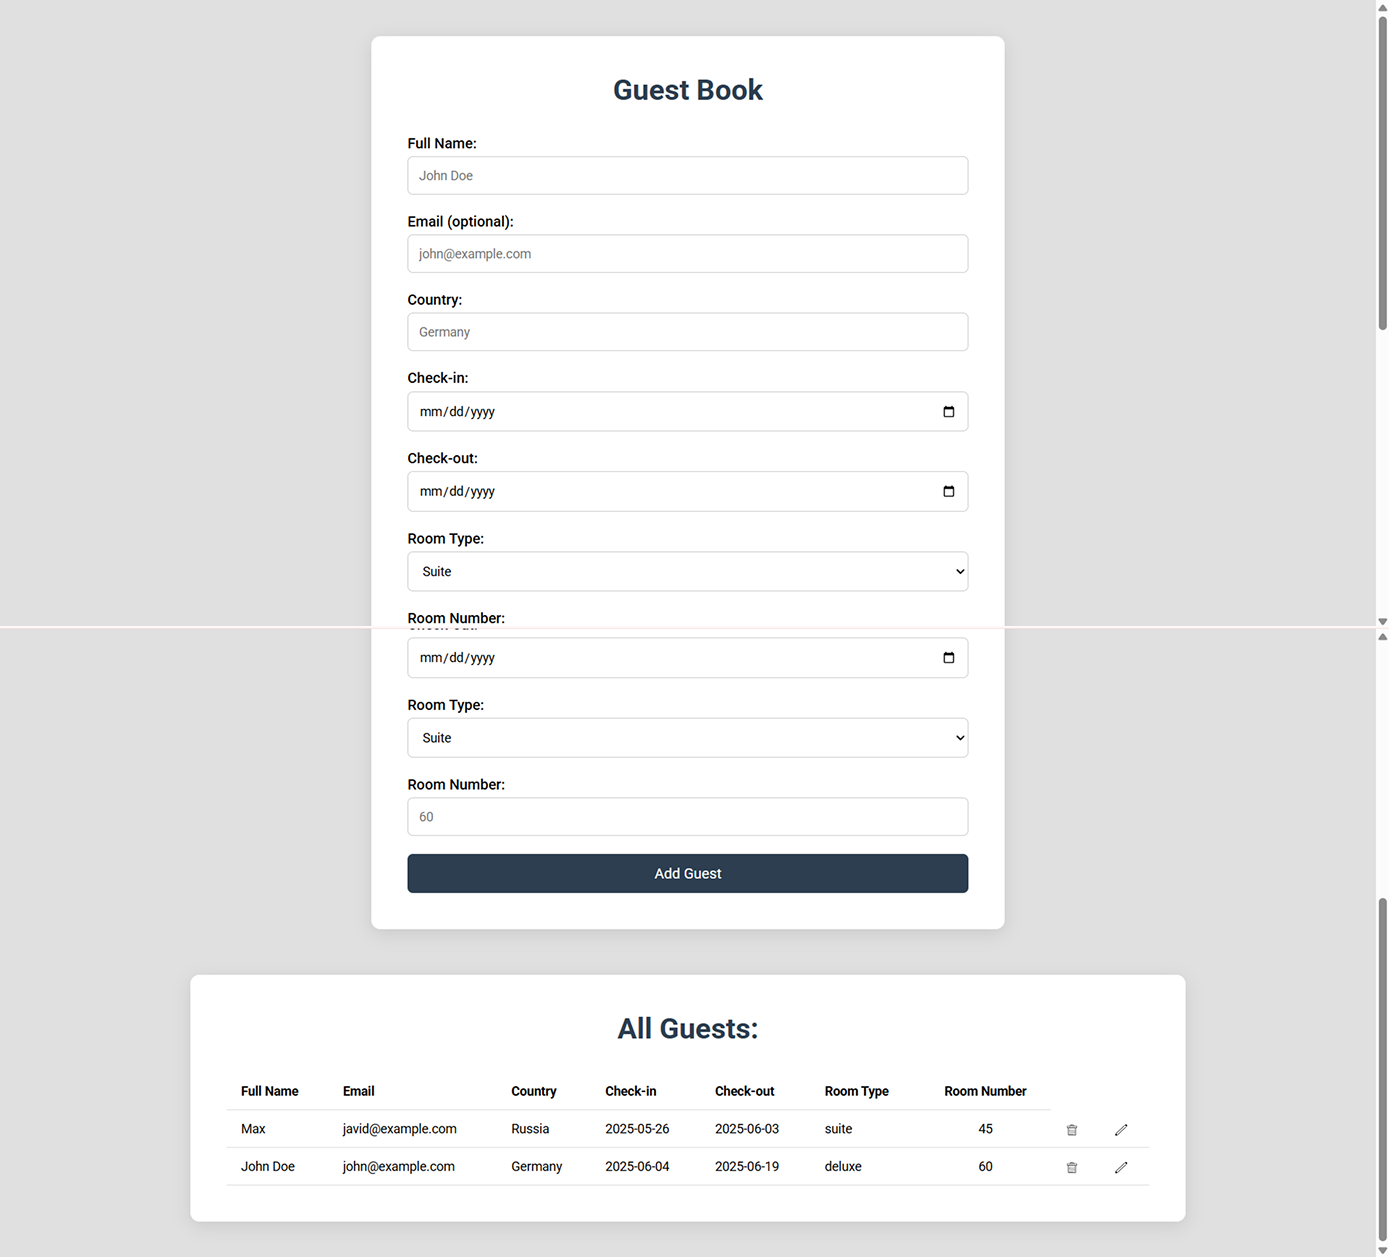 Guest Book
Full Name:
John Doe
Email (optional):
john@example.com
Country:
Germany
Check-in:
mm/dd/yyyy
Check-out:
mm/dd/yyyy
Room Type:
Suite
Room Number:
mm/dd/yyyy
Room Type:
Suite
Room Number:
60
Add Guest
All Guests:
Full Name Email Country Check-in Check-out Room Type Room Number
Max javid@example.com Russia 2025-05-26 2025-06-03 suite 45
John Doe john@example.com Germany 2025-06-04 2025-06-19 deluxe 60